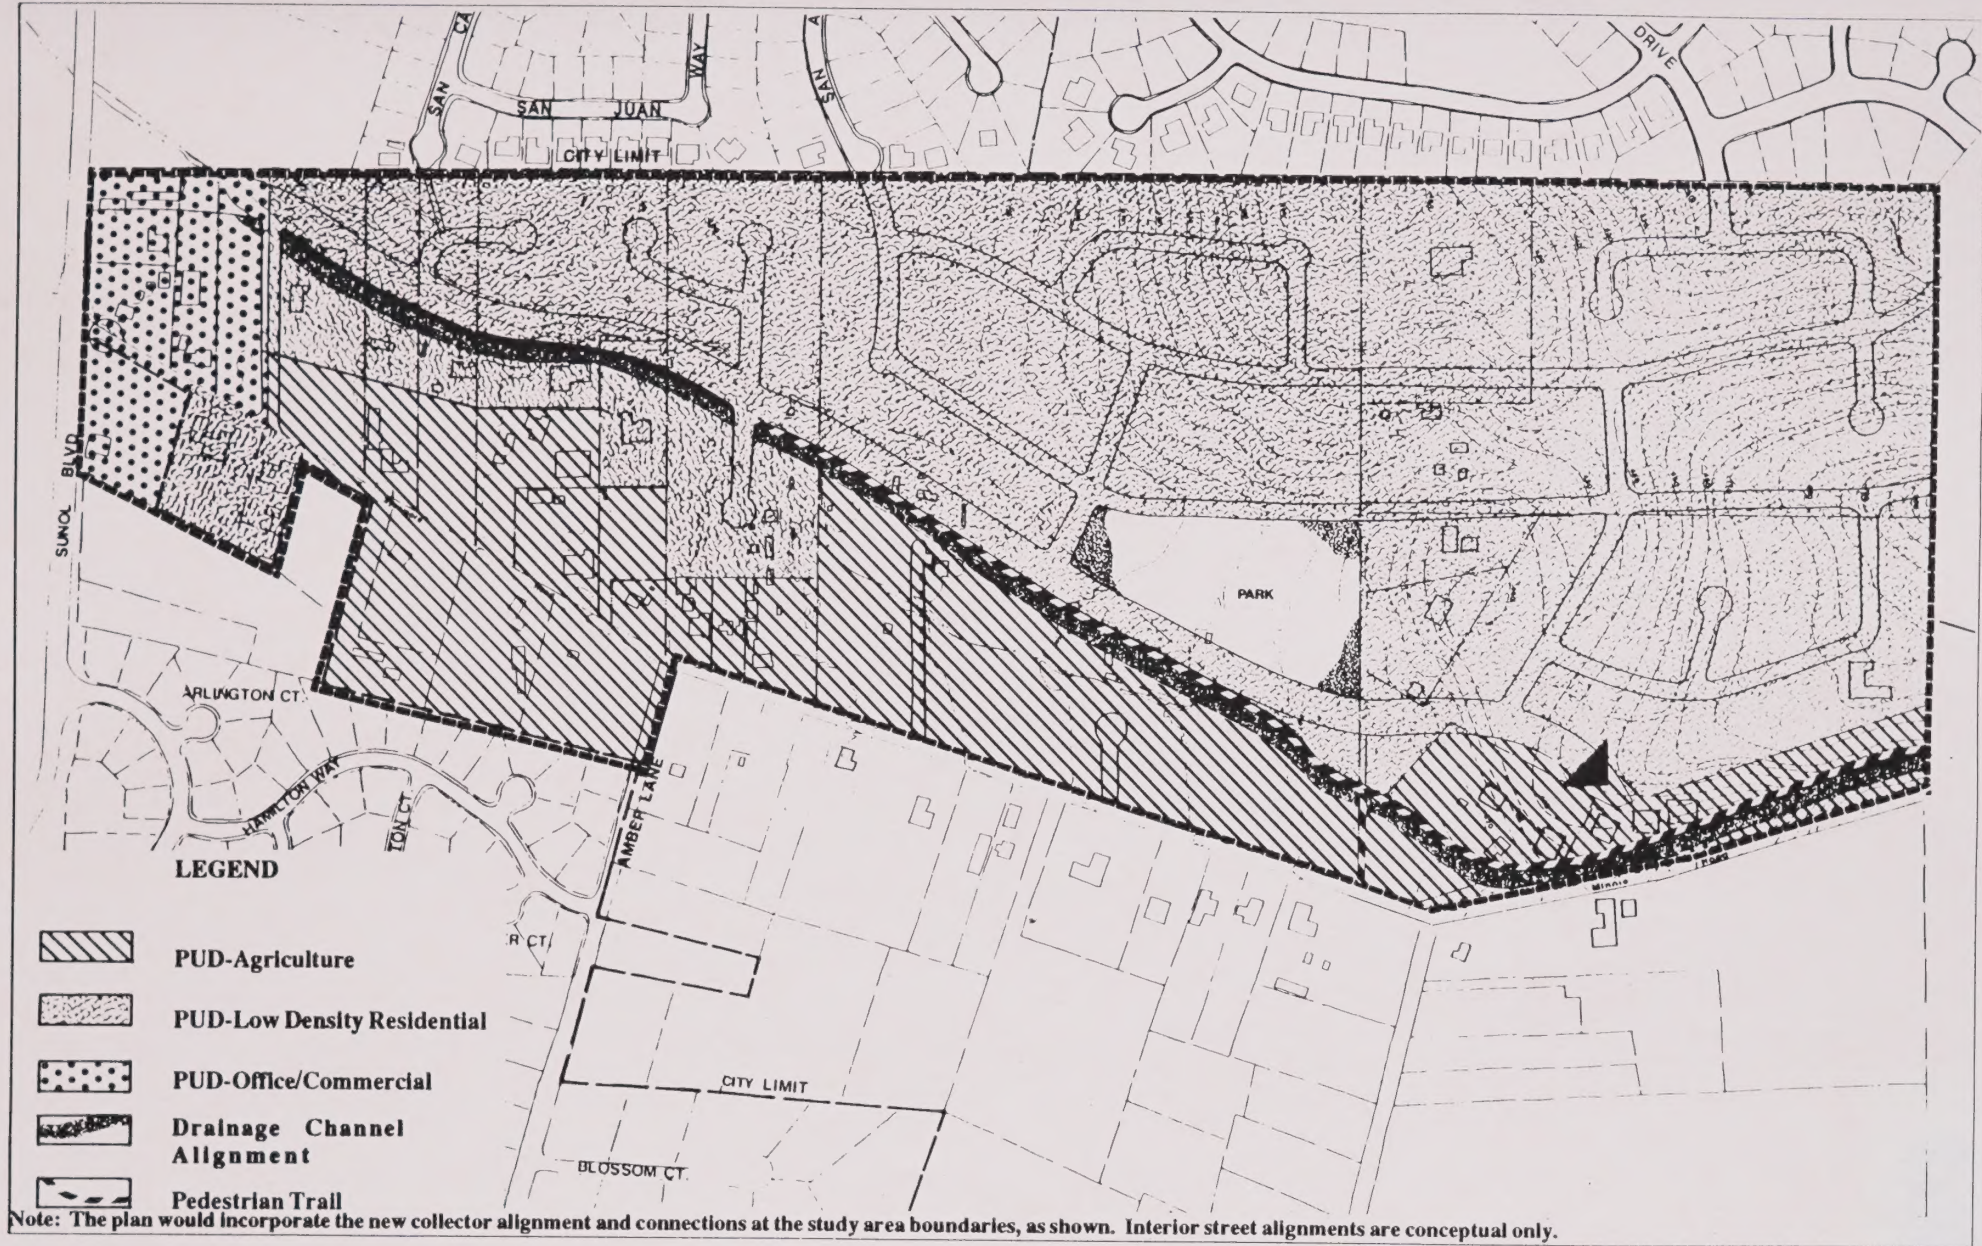 DRIVE
SAN
WAY
SAN JUAN
SAN
CITY LIMIT
SUNOL BLVD
PARK
ARLINGTON CT.
HAMILTON WAY
AMBER LANE
Minnie
R CT.
CITY LIMIT
BLOSSOM CT.
LEGEND
PUD-Agriculture
PUD-Low Density Residential
PUD-Office/Commercial
Drainage Channel
Alignment
Pedestrian Trail
Note: The plan would incorporate the new collector alignment and connections at the study area boundaries, as shown. Interior street alignments are conceptual only.